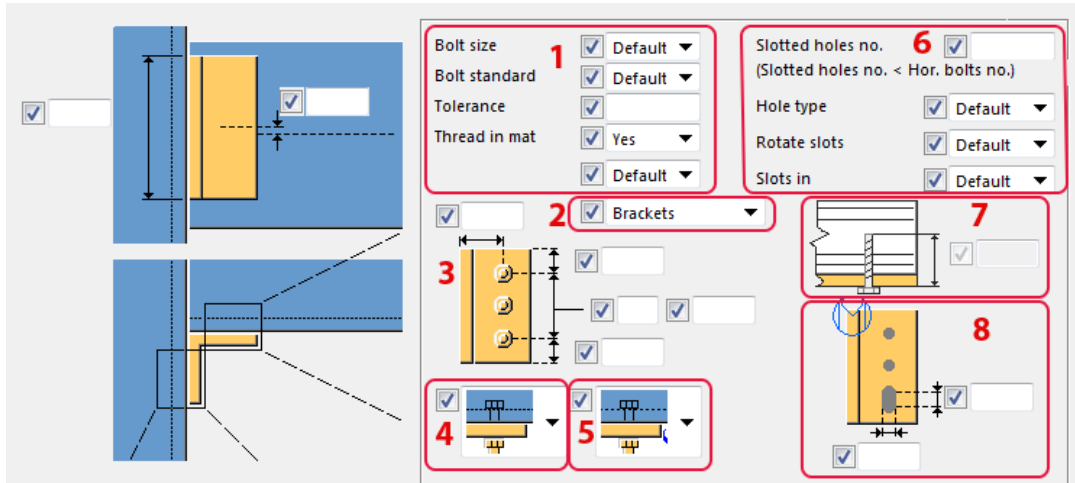 Bolt size 1 Default
Bolt standard Default
Tolerance
Thread in mat Yes
Default
2 Brackets
3
4
5
Slotted holes no. 6
(Slotted holes no. < Hor. bolts no.)
Hole type Default
Rotate slots Default
Slots in Default
7
8